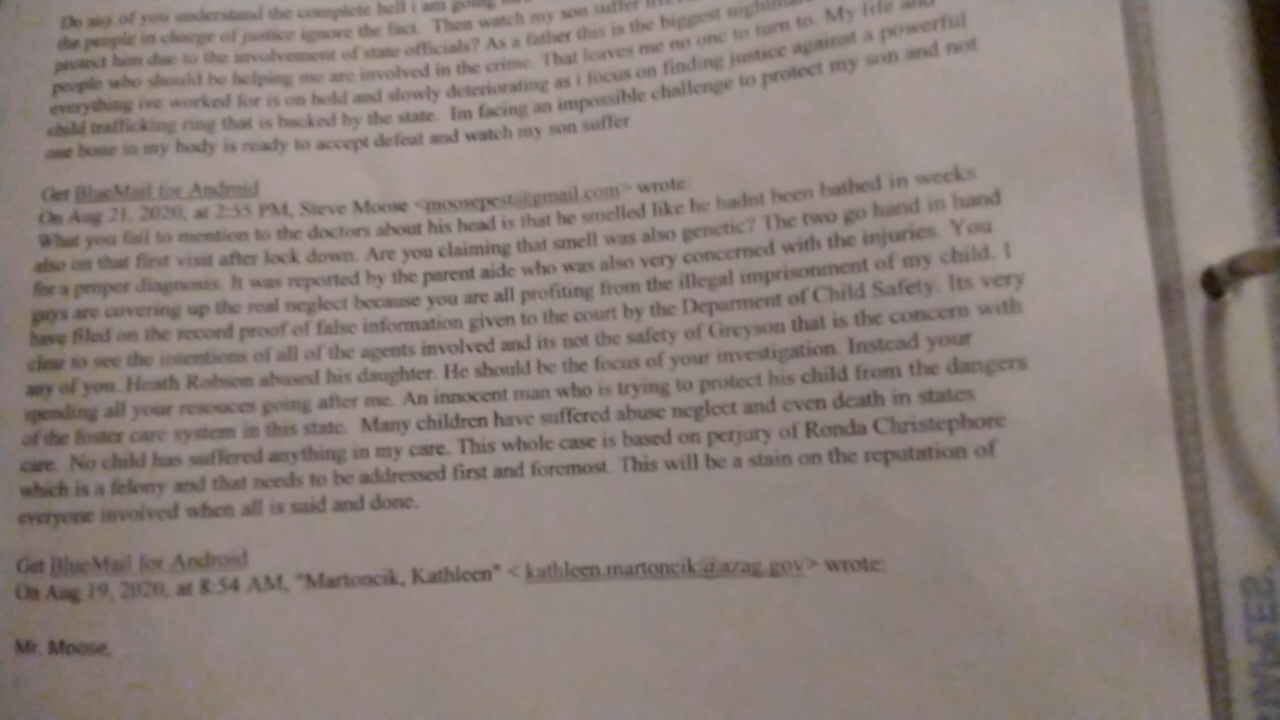 Do any of you understand the complete hell i am going
the people in charge of justice ignore the fact. Then watch my son suffer
protect him due to the involvement of state officials? As a father this is the biggest nightmare
people who should be helping me are involved in the crime. That leaves me no one to turn to. My life and
everything ive worked for is on hold and slowly deteriorating as i focus on finding justice against a powerful
child trafficking ring that is backed by the state. Im facing an impossible challenge to protect my son and not
one bone in my body is ready to accept defeat and watch my son suffer
Get BlueMail for Android
On Aug 21, 2020, at 2:55 PM, Steve Moose <moosepest@gmail.com> wrote:
What you fail to mention to the doctors about his head is that he smelled like he hadnt been bathed in weeks
also on that first visit after lock down. Are you claiming that smell was also genetic? The two go hand in hand
for a proper diagnosis. It was reported by the parent aide who was also very concerned with the injuries. You
guys are covering up the real neglect because you are all profiting from the illegal imprisonment of my child. I
have filed on the record proof of false information given to the court by the Deparment of Child Safety. Its very
clear to see the intentions of all of the agents involved and its not the safety of Greyson that is the concern with
any of you. Heath Robson abused his daughter. He should be the focus of your investigation. Instead your
spending all your resouces going after me. An innocent man who is trying to protect his child from the dangers
of the foster care system in this state. Many children have suffered abuse neglect and even death in states
care. No child has suffered anything in my care. This whole case is based on perjury of Ronda Christephore
which is a felony and that needs to be addressed first and foremost. This will be a stain on the reputation of
everyone involved when all is said and done.
Get BlueMail for Android
On Aug 19, 2020, at 8:54 AM, "Martoncik, Kathleen" < kathleen.martoncik@azag.gov> wrote:
Mr. Moose,